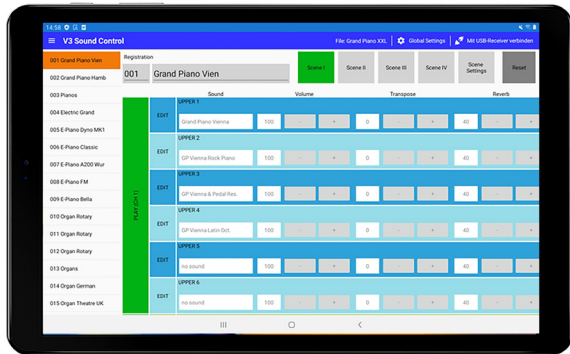 14:58
V3 Sound Control
File: Grand Piano XXL
Global Settings
Mit USB-Receiver verbinden
001 Grand Piano Vien
002 Grand Piano Hamb
003 Pianos
004 Electric Grand
005 E-Piano Dyno MK1
006 E-Piano Classic
007 E-Piano A200 Wur
008 E-Piano FM
009 E-Piano Bella
010 Organ Rotary
011 Organ Rotary
012 Organ Rotary
013 Organs
014 Organ German
015 Organ Theatre UK
Registration
001 Grand Piano Vien
Scene I
Scene II
Scene III
Scene IV
Scene Settings
Reset
Sound Volume Transpose Reverb
PLAY (CH 1)
UPPER 1
EDIT Grand Piano Vienna 100 - + 0 - + 40 - +
UPPER 2
EDIT GP Vienna Rock Piano 100 - + 0 - + 40 - +
UPPER 3
EDIT GP Vienna & Pedal Res. 100 - + 0 - + 40 - +
UPPER 4
EDIT GP Vienna Latin Oct. 100 - + 0 - + 40 - +
UPPER 5
EDIT no sound 100 - + 0 - + 40 - +
UPPER 6
EDIT no sound 100 - + 0 - + 40 - +